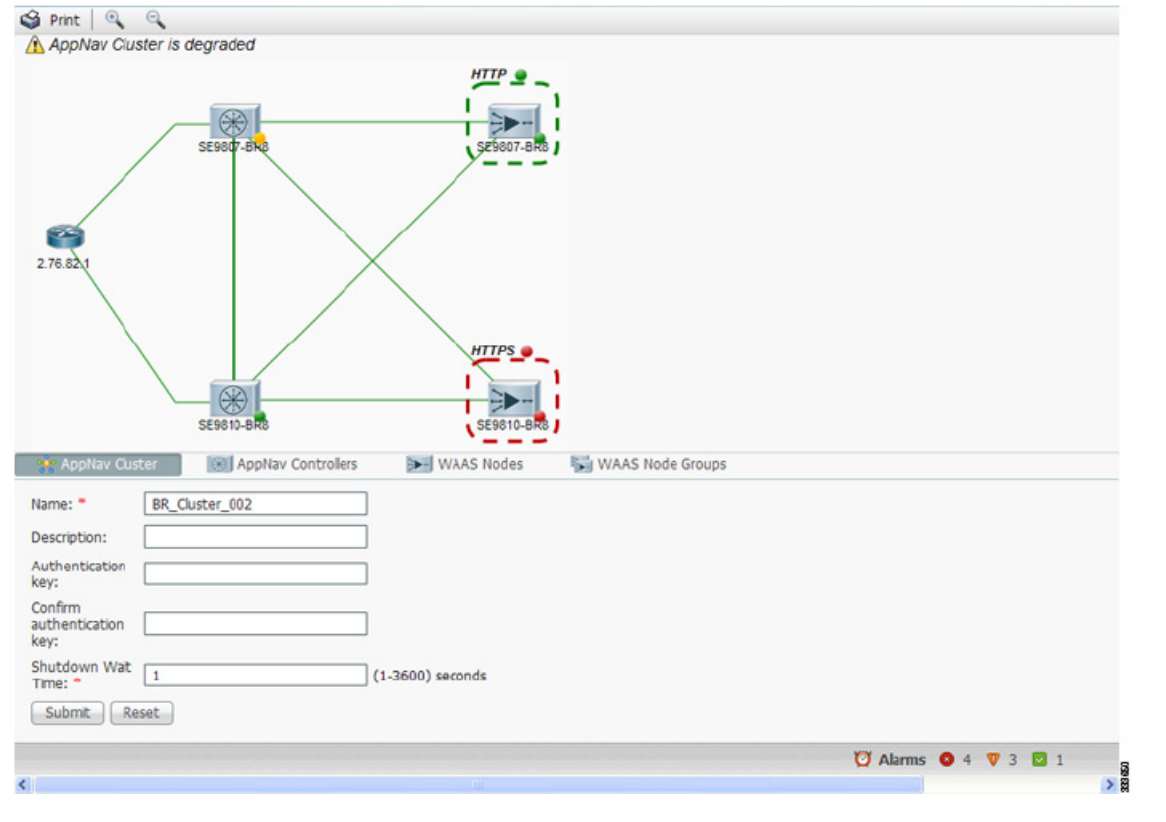 Print
AppNav Cluster is degraded
HTTP
SE9807-BR8
SE9807-BR8
2.76.82.1
HTTPS
SE9810-BR8
SE9810-BR8
AppNav Cluster AppNav Controllers WAAS Nodes WAAS Node Groups
Name: * BR_Cluster_002
Description:
Authentication
key:
Confirm
authentication
key:
Shutdown Wait
Time: * 1 (1-3600) seconds
Submit Reset
Alarms 4 3 1